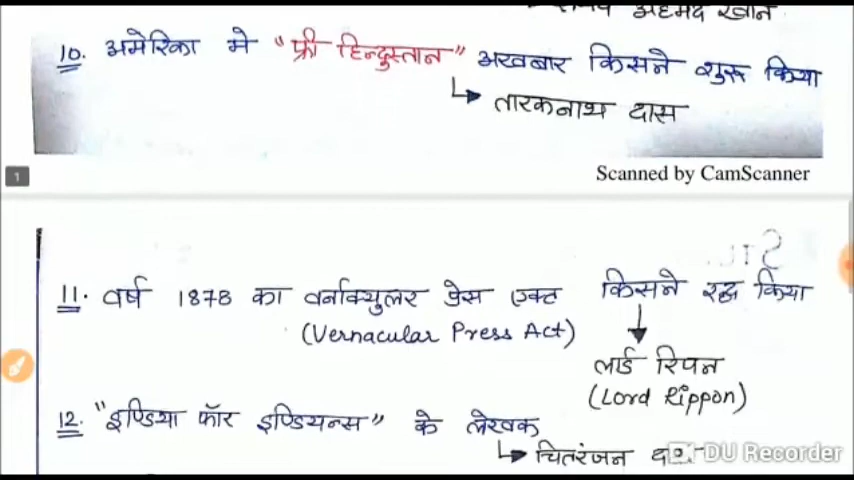 अहमद खान
10. अमेरिका मे "फ्री हिन्दुस्तान" अखबार किसने शुरू किया
तारकनाथ दास
1
Scanned by CamScanner
11. वर्ष 1878 का वर्नाक्युलर प्रेस एक्ट किसने रद्द किया
(Vernacular Press Act)
लार्ड रिपन
(Lord Rippon)
12. "इण्डिया फॉर इण्डियन्स" के लेखक
चितरंजन
DU Recorder